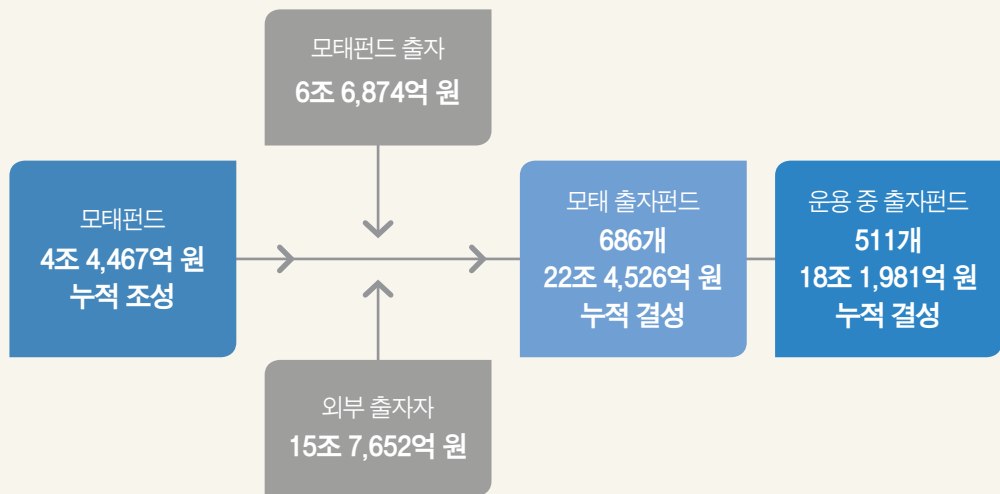 모태펀드 출자
6조 6,874억 원
모태펀드
4조 4,467억 원
누적 조성
모태 출자펀드
686개
22조 4,526억 원
누적 결성
운용 중 출자펀드
511개
18조 1,981억 원
누적 결성
외부 출자자
15조 7,652억 원